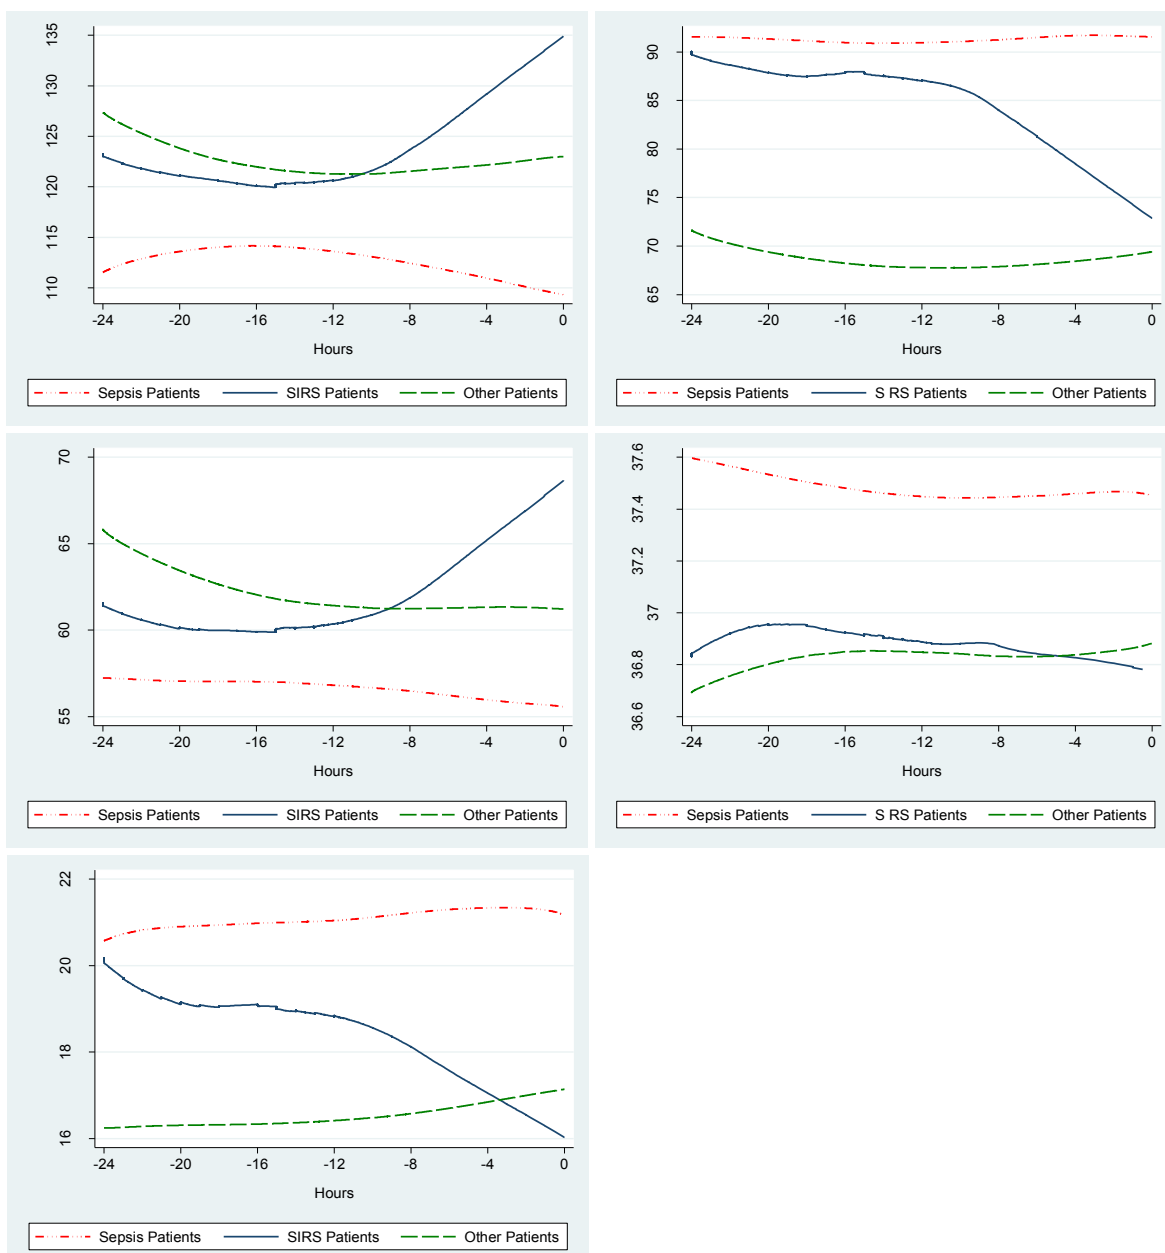 135
130
125
120
115
110
-24 -20 -16 -12 -8 -4 0
Hours
Sepsis Patients SIRS Patients Other Patients
90
85
80
75
70
65
-24 -20 -16 -12 -8 -4 0
Hours
Sepsis Patients S RS Patients Other Patients
70
65
60
55
-24 -20 -16 -12 -8 -4 0
Hours
Sepsis Patients SIRS Patients Other Patients
37.6
37.4
37.2
37
36.8
36.6
-24 -20 -16 -12 -8 -4 0
Hours
Sepsis Patients S RS Patients Other Patients
22
20
18
16
-24 -20 -16 -12 -8 -4 0
Hours
Sepsis Patients SIRS Patients Other Patients